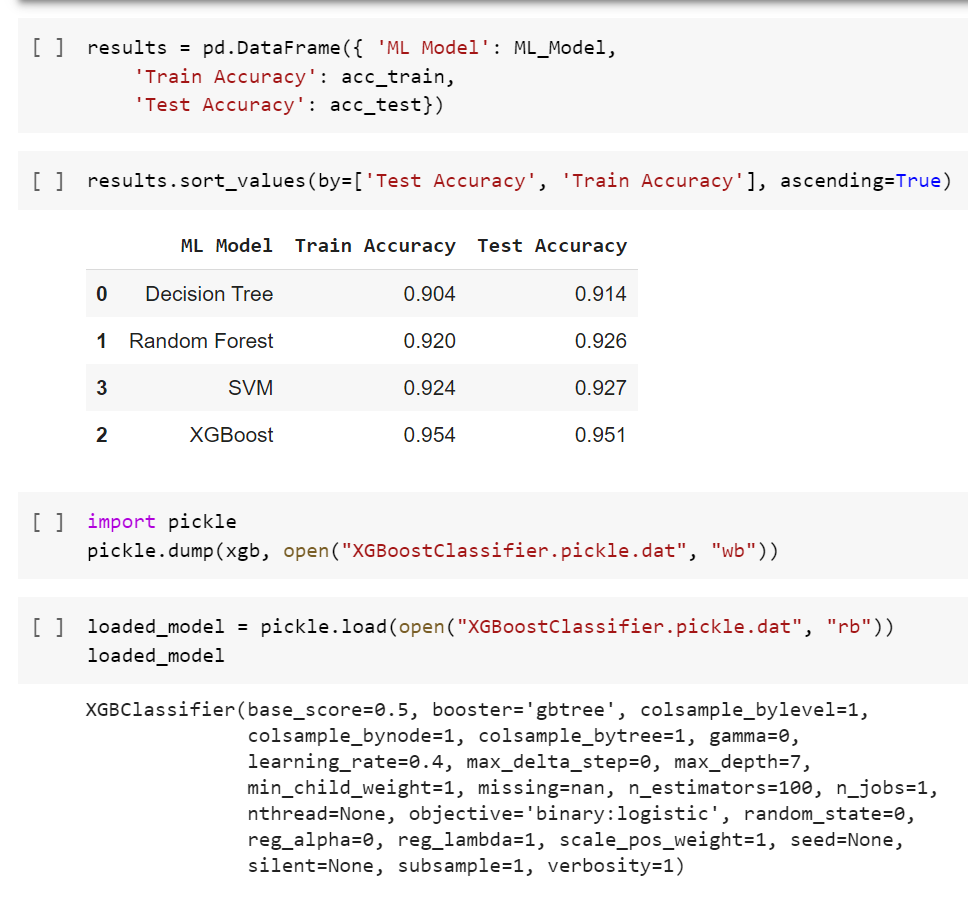 [ ] results = pd.DataFrame({ 'ML Model': ML_Model,
'Train Accuracy': acc_train,
'Test Accuracy': acc_test})
[ ] results.sort_values(by=['Test Accuracy', 'Train Accuracy'], ascending=True)
ML Model Train Accuracy Test Accuracy
0 Decision Tree 0.904 0.914
1 Random Forest 0.920 0.926
3 SVM 0.924 0.927
2 XGBoost 0.954 0.951
[ ] import pickle
pickle.dump(xgb, open("XGBoostClassifier.pickle.dat", "wb"))
[ ] loaded_model = pickle.load(open("XGBoostClassifier.pickle.dat", "rb"))
loaded_model
XGBClassifier(base_score=0.5, booster='gbtree', colsample_bylevel=1,
colsample_bynode=1, colsample_bytree=1, gamma=0,
learning_rate=0.4, max_delta_step=0, max_depth=7,
min_child_weight=1, missing=nan, n_estimators=100, n_jobs=1,
nthread=None, objective='binary:logistic', random_state=0,
reg_alpha=0, reg_lambda=1, scale_pos_weight=1, seed=None,
silent=None, subsample=1, verbosity=1)